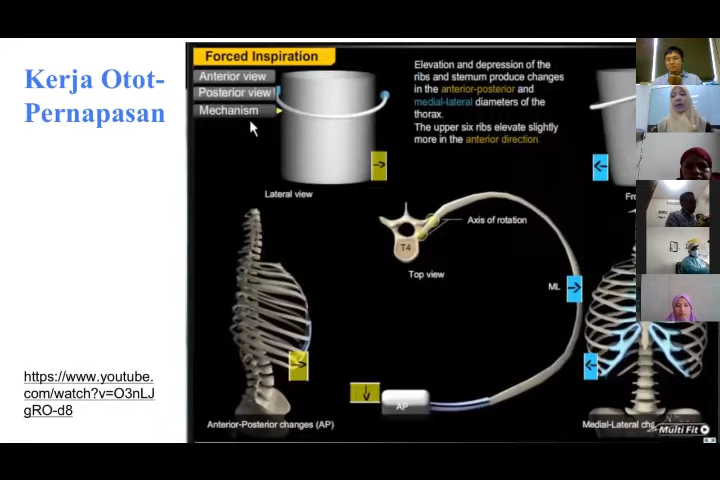 Kerja Otot-
Pernapasan
https://www.youtube.
com/watch?v=O3nLJ
gRO-d8
Forced Inspiration
Anterior view
Posterior view
Mechanism
Elevation and depression of the
ribs and sternum produce changes
in the anterior-posterior and
medial-lateral diameters of the
thorax.
The upper six ribs elevate slightly
more in the anterior direction.
Lateral view
Axis of rotation
T4
Top view
ML
AP
Anterior-Posterior changes (AP)
Medial-Lateral
Multi Fit